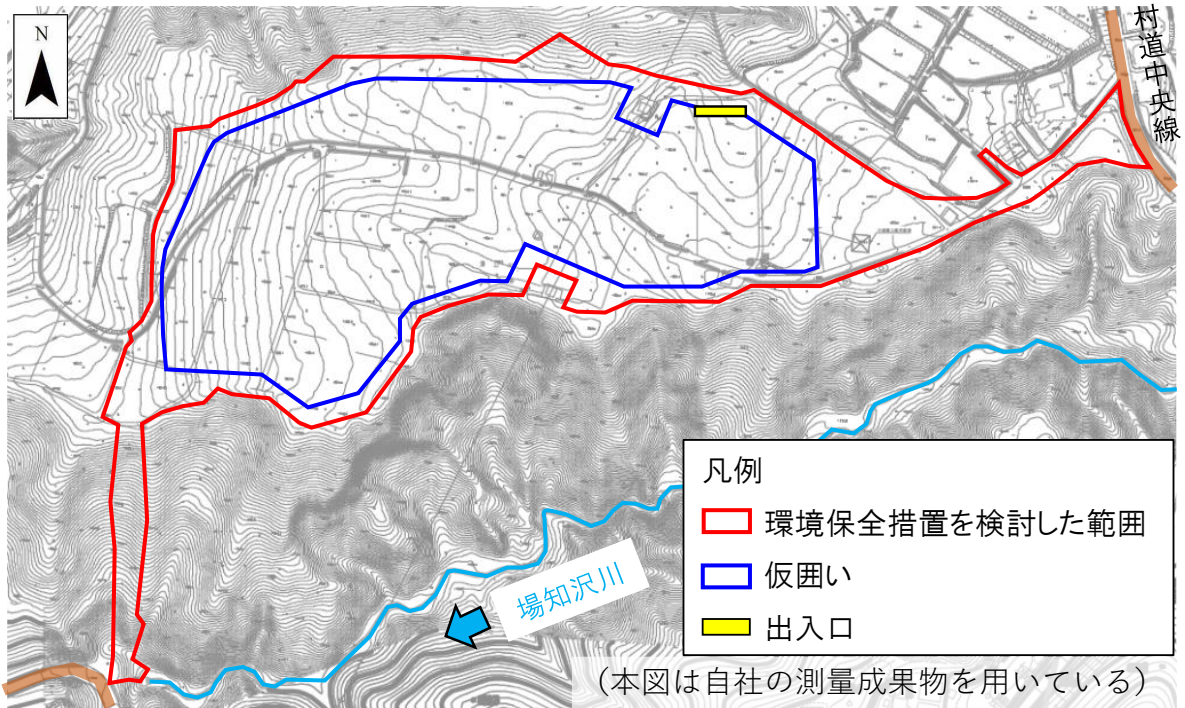 N
村道中央線
場知沢川
凡例
環境保全措置を検討した範囲
仮囲い
出入口
（本図は自社の測量成果物を用いている）